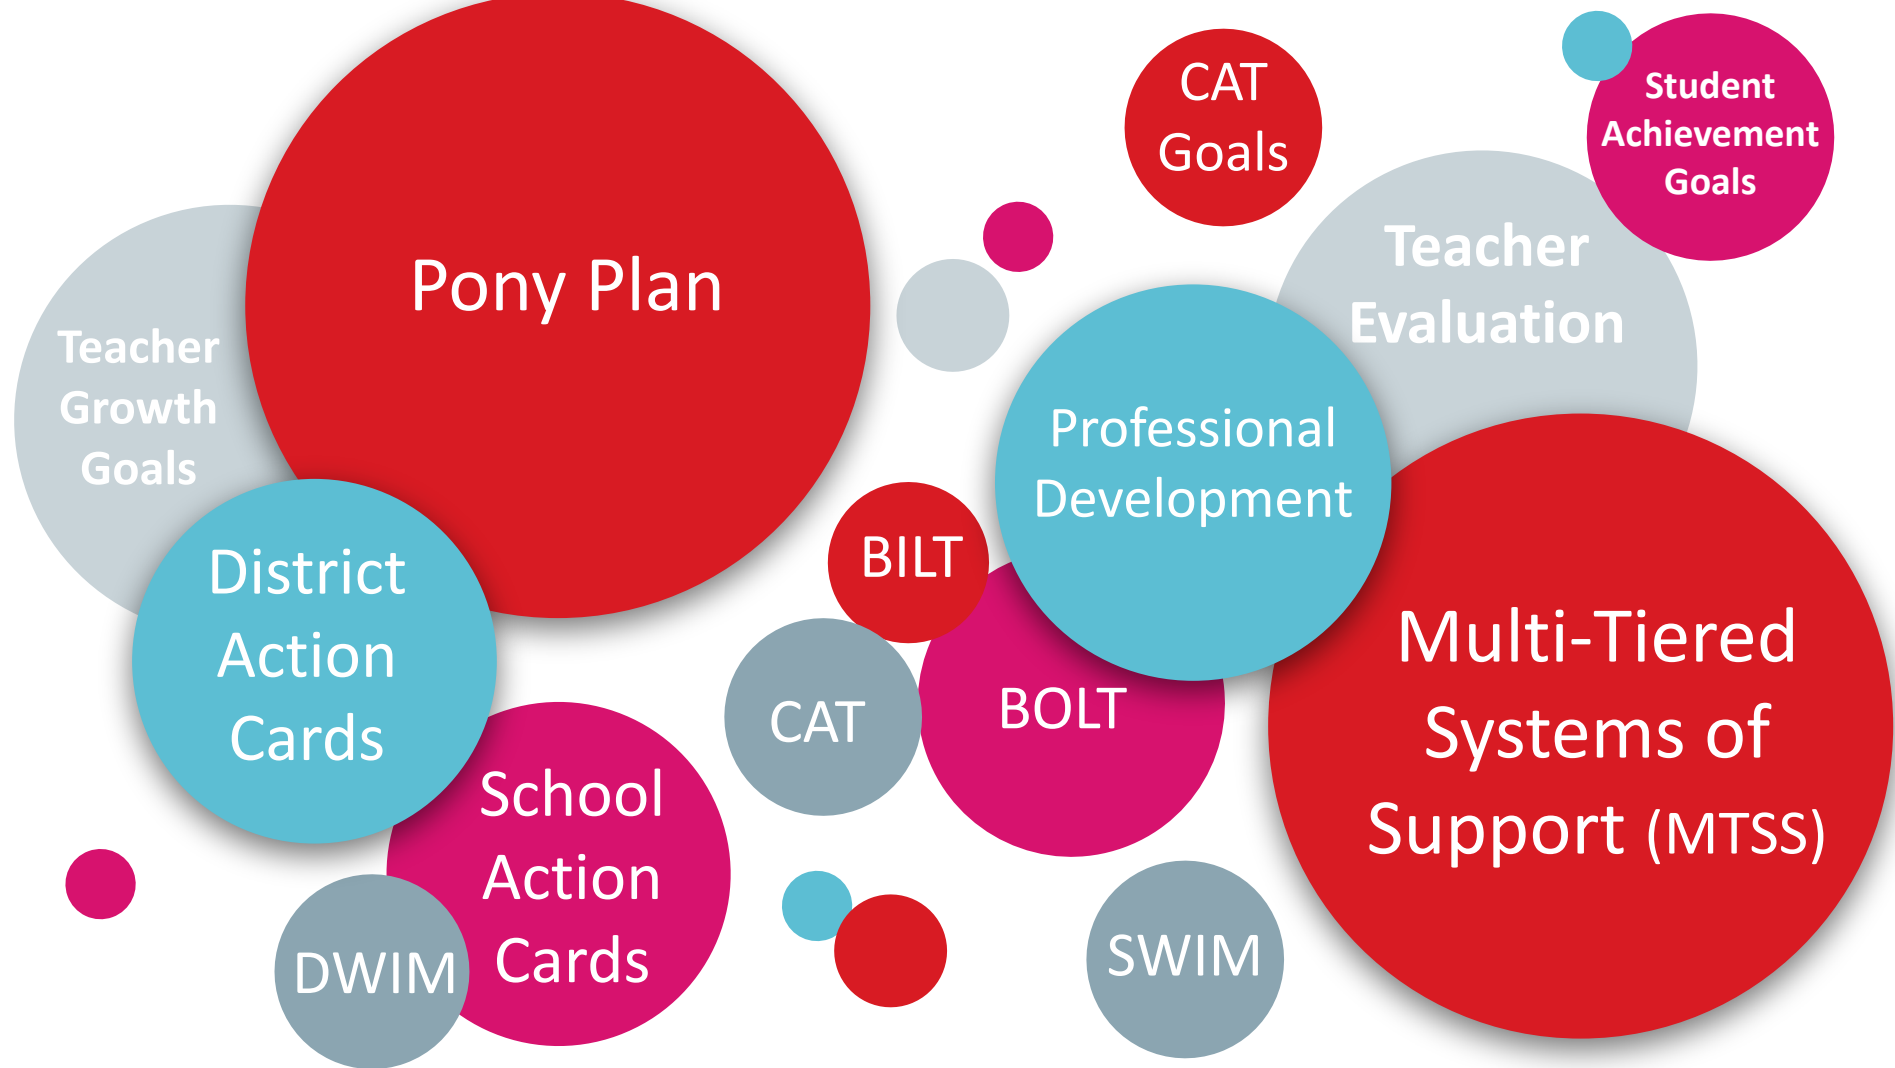 Pony Plan
Teacher
Growth
Goals
District
Action
Cards
School
Action
Cards
DWIM
CAT
Goals
Student
Achievement
Goals
Teacher
Evaluation
Professional
Development
BILT
CAT
BOLT
SWIM
Multi-Tiered
Systems of
Support (MTSS)